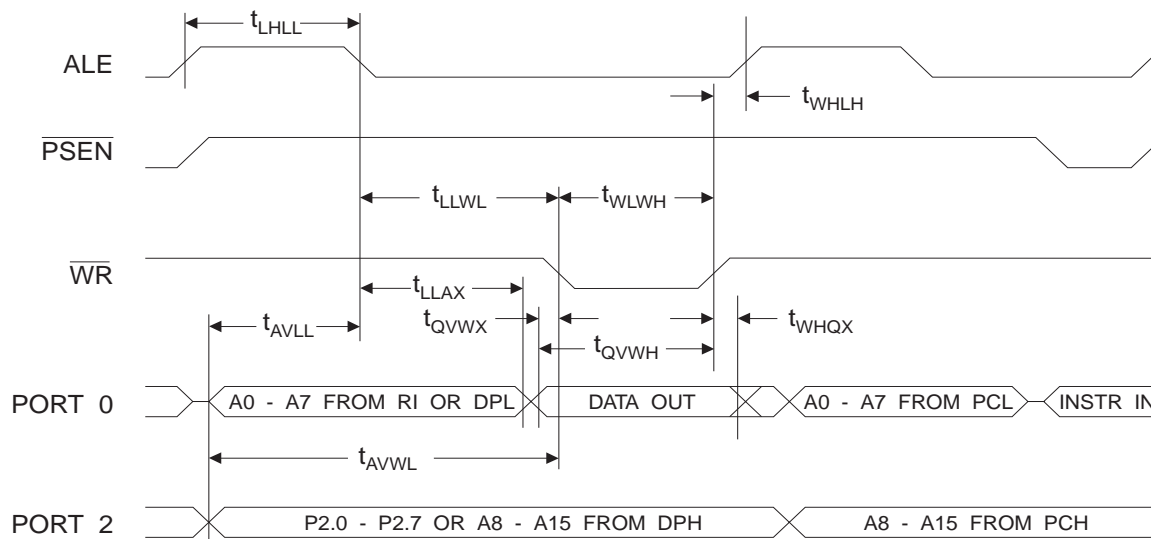 tLHLL
ALE
tWHLH
PSEN
tLLWL
tWLWH
WR
tLLAX
tQVWX
tWHQX
tAVLL
tQVWH
PORT 0
A0 - A7 FROM RI OR DPL
DATA OUT
A0 - A7 FROM PCL
INSTR IN
tAVWL
PORT 2
P2.0 - P2.7 OR A8 - A15 FROM DPH
A8 - A15 FROM PCH